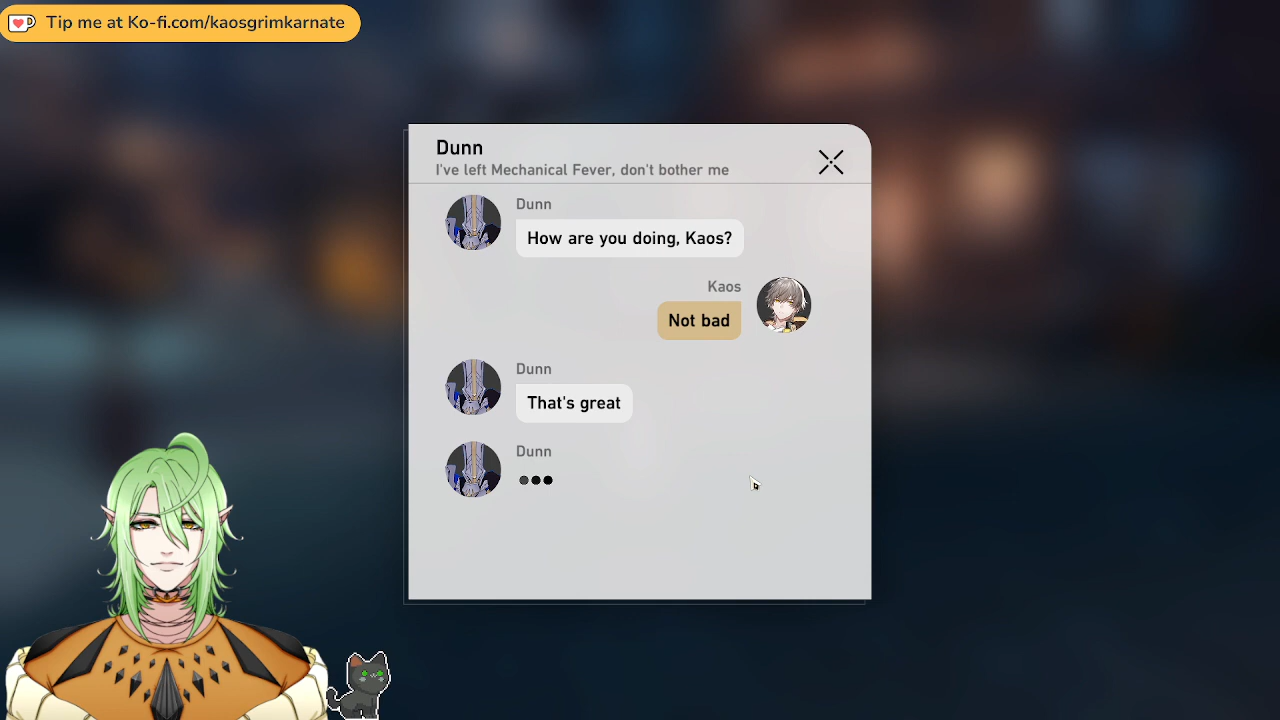 Tip me at Ko-fi.com/kaosgrimkarnate
Dunn
I've left Mechanical Fever, don't bother me
Dunn
How are you doing, Kaos?
Kaos
Not bad
Dunn
That's great
Dunn